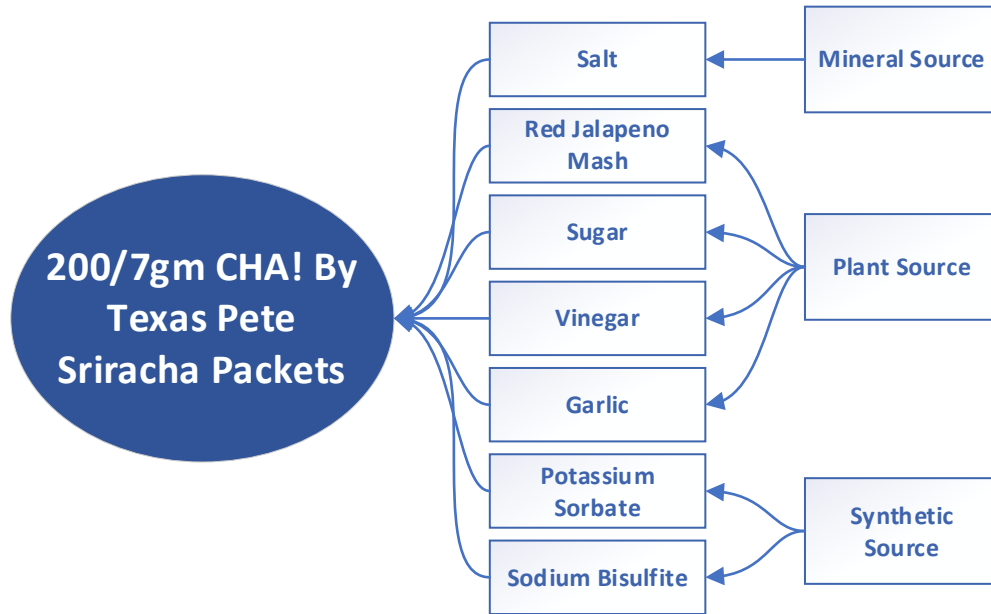 Salt
Mineral Source
Red Jalapeno
Mash
Sugar
Plant Source
200/7gm CHA! By
Texas Pete
Sriracha Packets
Vinegar
Garlic
Potassium
Sorbate
Synthetic
Source
Sodium Bisulfite